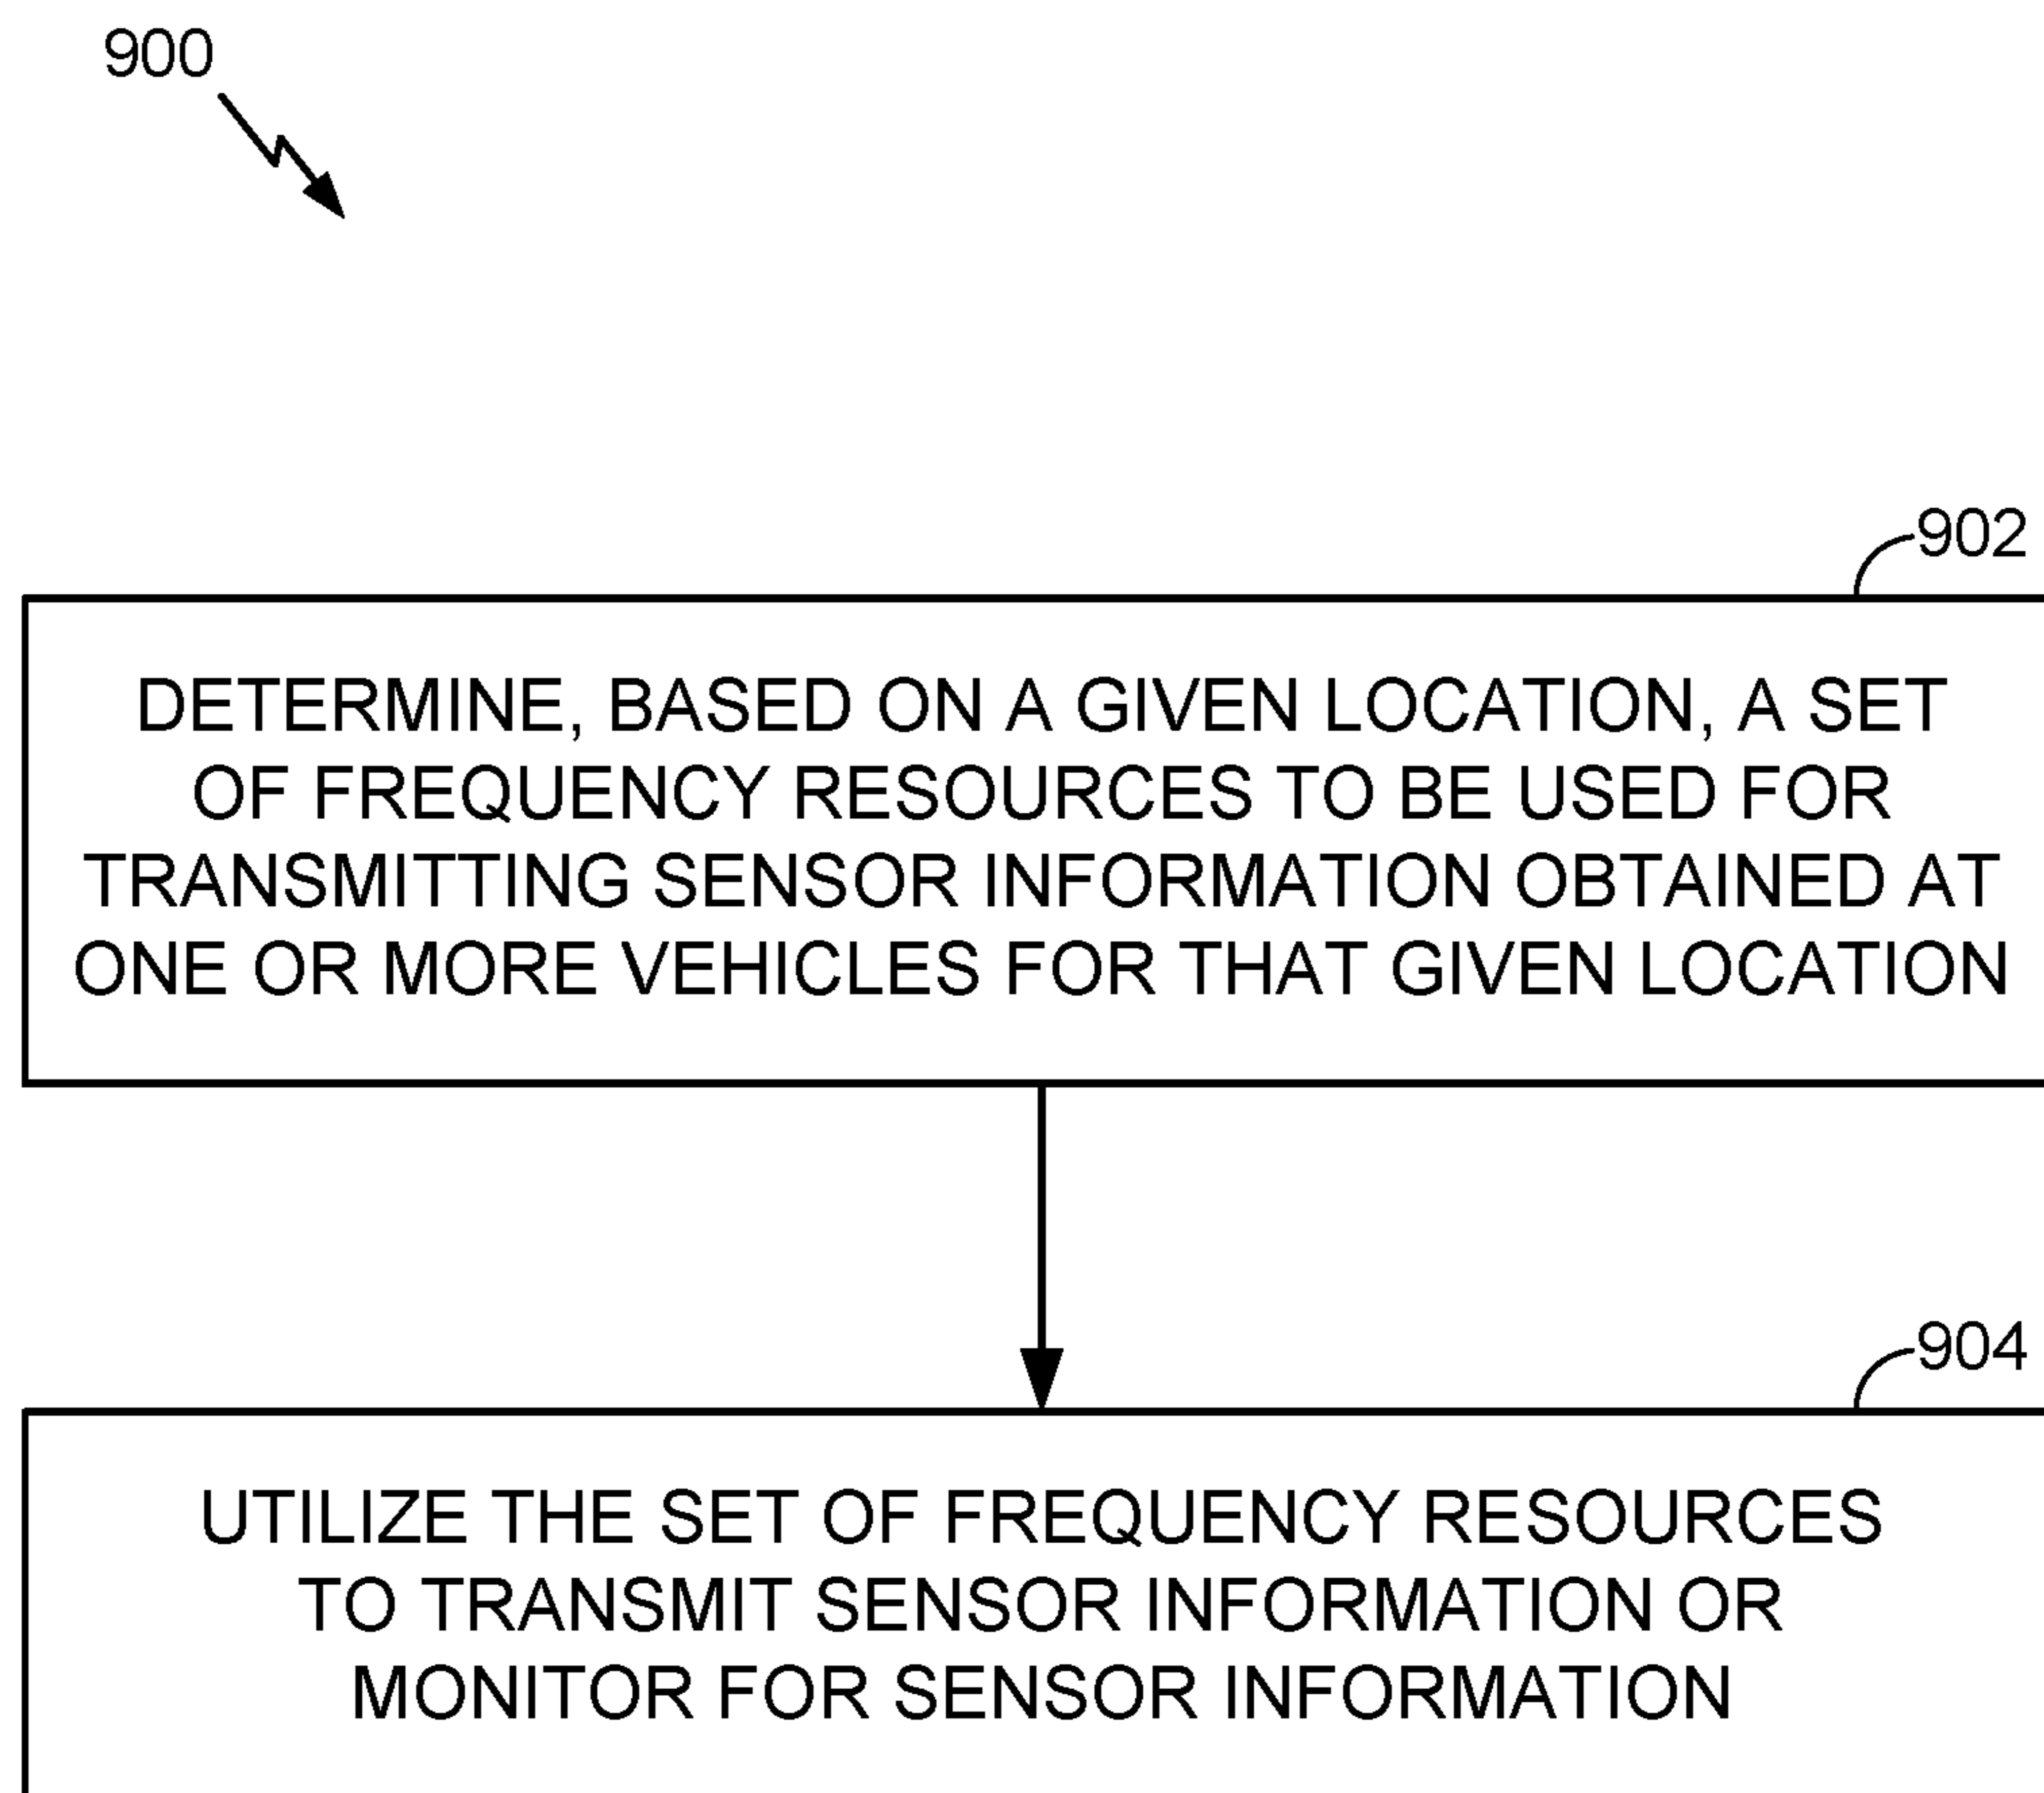 900
902
DETERMINE, BASED ON A GIVEN LOCATION, A SET
OF FREQUENCY RESOURCES TO BE USED FOR
TRANSMITTING SENSOR INFORMATION OBTAINED AT
ONE OR MORE VEHICLES FOR THAT GIVEN LOCATION
904
UTILIZE THE SET OF FREQUENCY RESOURCES
TO TRANSMIT SENSOR INFORMATION OR
MONITOR FOR SENSOR INFORMATION